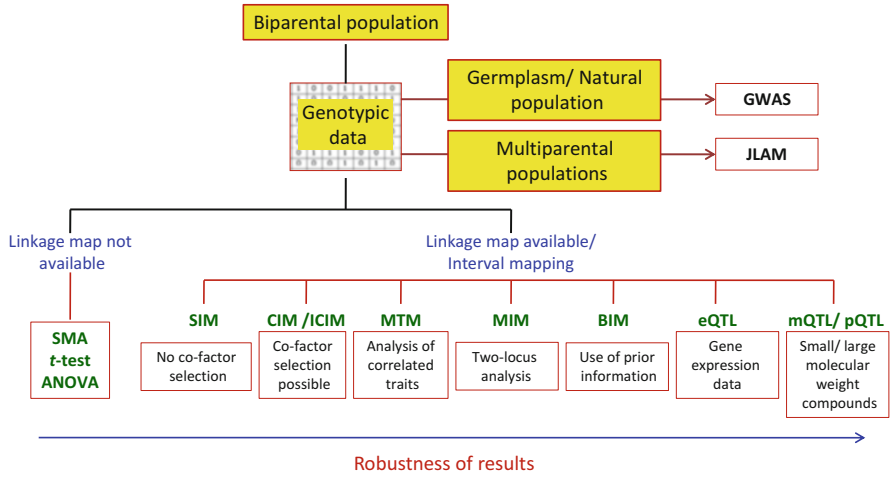 Biparental population
Genotypic
data
Germplasm/ Natural
population
GWAS
Multiparental
populations
JLAM
Linkage map not
available
Linkage map available/
Interval mapping
SMA
t-test
ANOVA
SIM
No co-factor
selection
CIM /ICIM
Co-factor
selection
possible
MTM
Analysis of
correlated
traits
MIM
Two-locus
analysis
BIM
Use of prior
information
eQTL
Gene
expression
data
mQTL/ pQTL
Small/ large
molecular
weight
compounds
Robustness of results